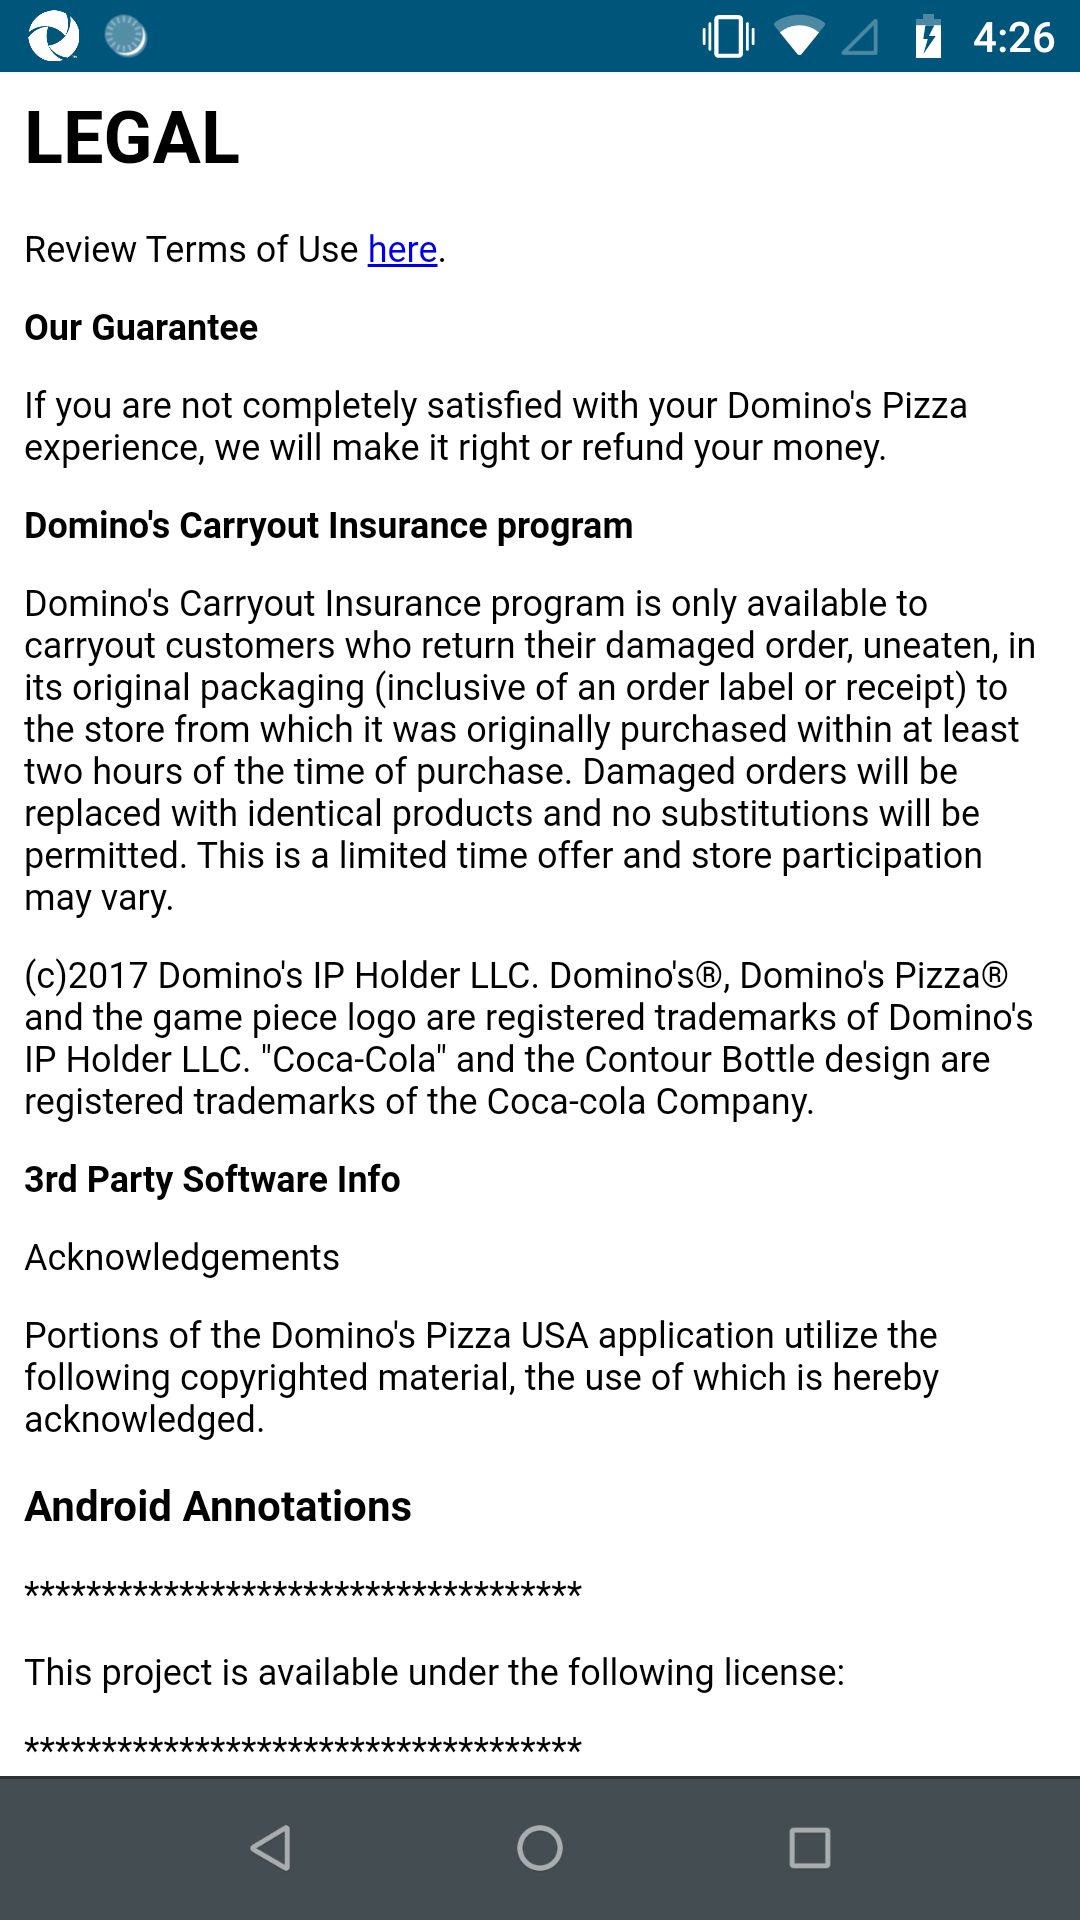 4:26
LEGAL
Review Terms of Use here.
Our Guarantee
If you are not completely satisfied with your Domino's Pizza
experience, we will make it right or refund your money.
Domino's Carryout Insurance program
Domino's Carryout Insurance program is only available to
carryout customers who return their damaged order, uneaten, in
its original packaging (inclusive of an order label or receipt) to
the store from which it was originally purchased within at least
two hours of the time of purchase. Damaged orders will be
replaced with identical products and no substitutions will be
permitted. This is a limited time offer and store participation
may vary.
(c)2017 Domino's IP Holder LLC. Domino's®, Domino's Pizza®
and the game piece logo are registered trademarks of Domino's
IP Holder LLC. "Coca-Cola" and the Contour Bottle design are
registered trademarks of the Coca-cola Company.
3rd Party Software Info
Acknowledgements
Portions of the Domino's Pizza USA application utilize the
following copyrighted material, the use of which is hereby
acknowledged.
Android Annotations
************************************
This project is available under the following license:
************************************